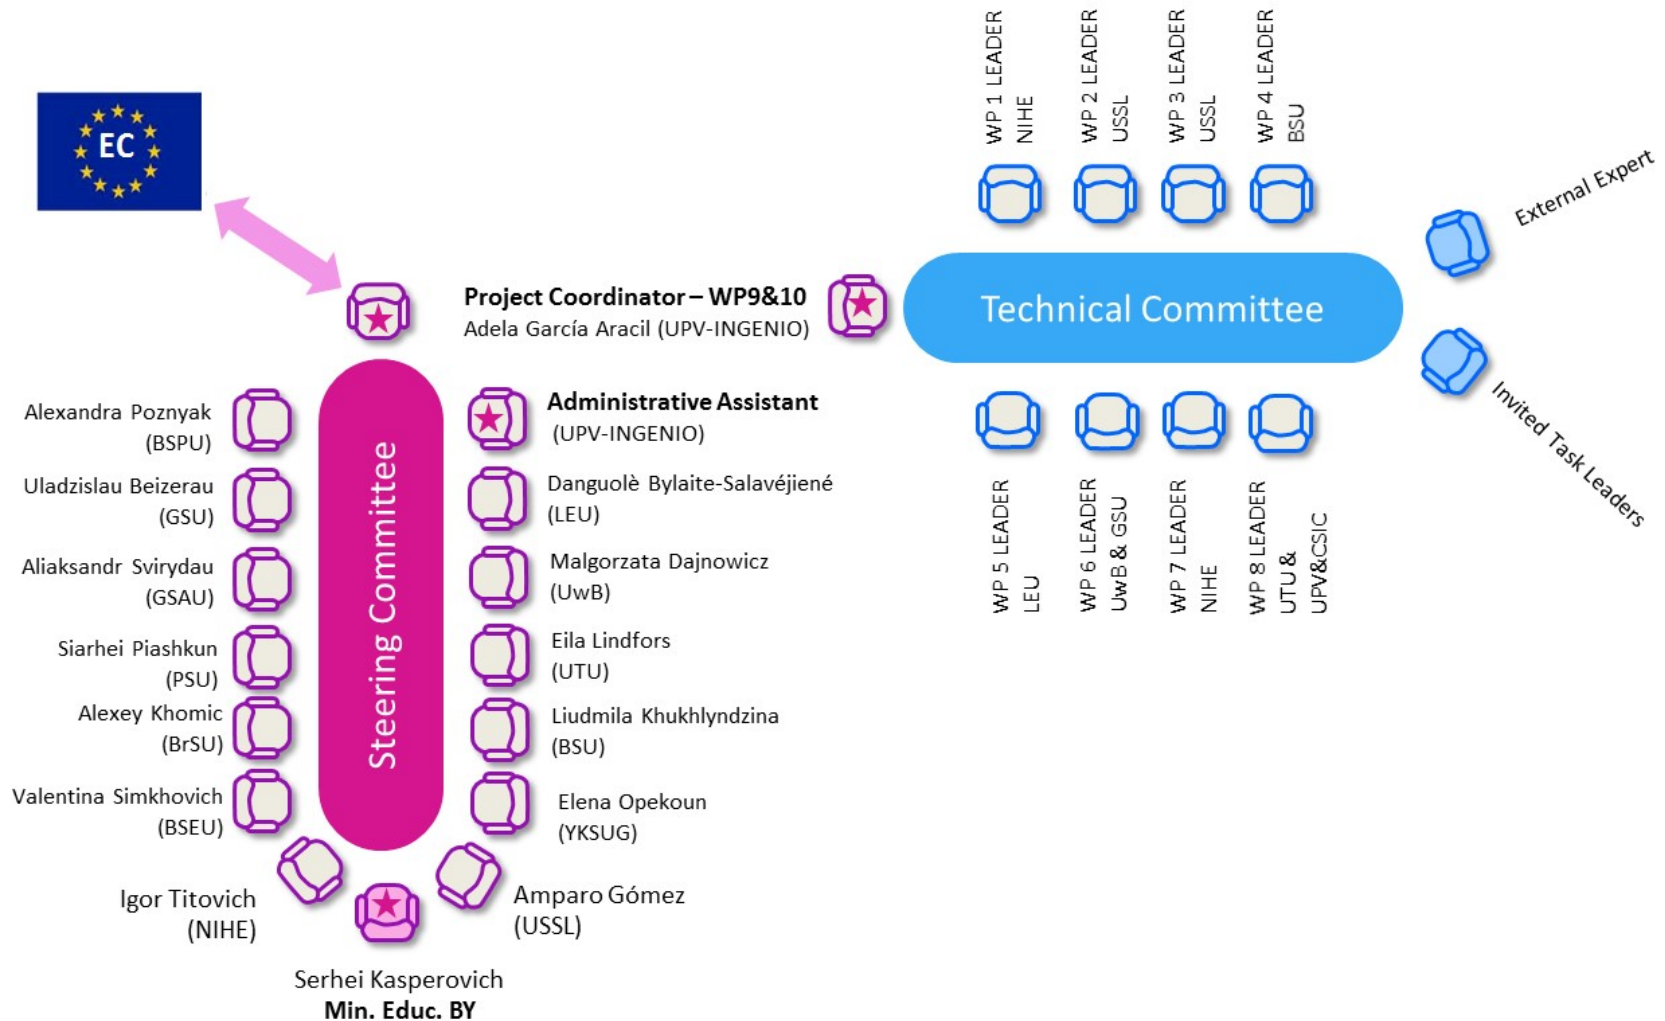 EC
Project Coordinator – WP9&10
Adela García Aracil (UPV-INGENIO)
Steering Committee
Alexandra Poznyak
(BSPU)
Uladzislau Beizerau
(GSU)
Aliaksandr Svirydau
(GSAU)
Siarhei Piashkun
(PSU)
Alexey Khomic
(BrSU)
Valentina Simkhovich
(BSEU)
Igor Titovich
(NIHE)
Serhei Kasperovich
Min. Educ. BY
Administrative Assistant
(UPV-INGENIO)
Danguolè Bylaite-Salavéjiené
(LEU)
Malgorzata Dajnowicz
(UwB)
Eila Lindfors
(UTU)
Liudmila Khukhlyndzina
(BSU)
Elena Opekoun
(YKSUG)
Amparo Gómez
(USSL)
WP 1 LEADER
NIHE
WP 2 LEADER
USSL
WP 3 LEADER
USSL
WP 4 LEADER
BSU
Technical Committee
External Expert
Invited Task Leaders
WP 5 LEADER
LEU
WP 6 LEADER
UwB & GSU
WP 7 LEADER
NIHE
WP 8 LEADER
UTU &
UPV&CSIC